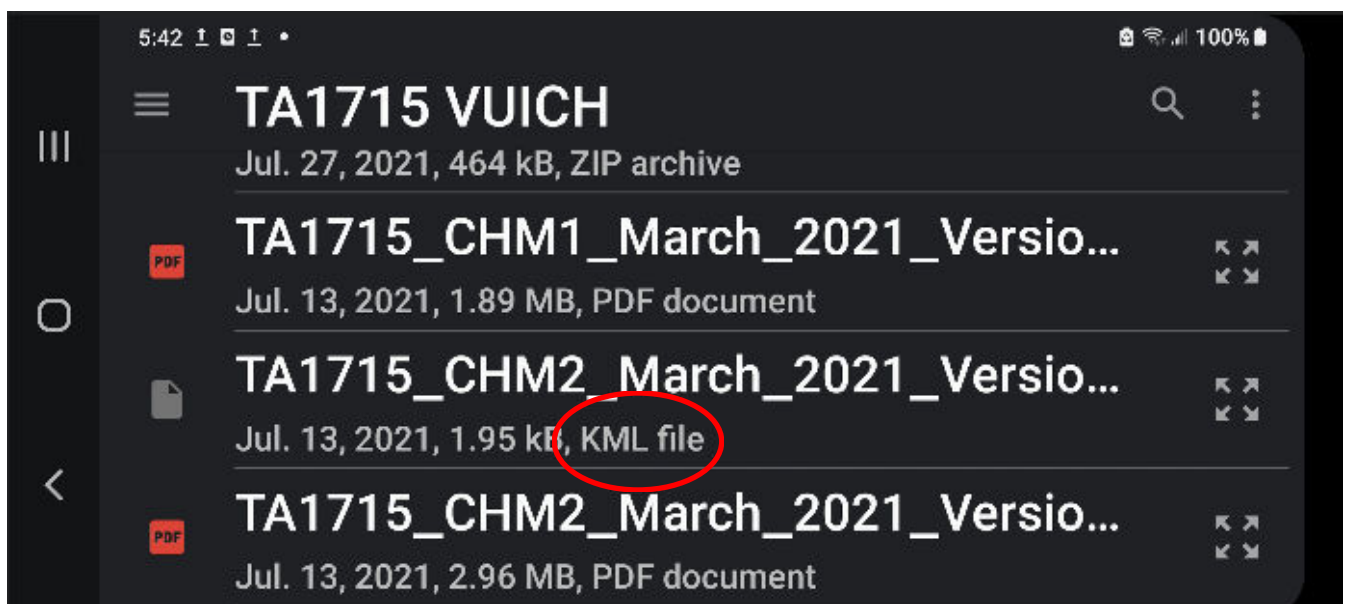 5:42
100%
TA1715 VUICH
Jul. 27, 2021, 464 kB, ZIP archive
TA1715_CHM1_March_2021_Versio...
PDF
Jul. 13, 2021, 1.89 MB, PDF document
TA1715_CHM2_March_2021_Versio...
Jul. 13, 2021, 1.95 kB, KML file
TA1715_CHM2_March_2021_Versio...
PDF
Jul. 13, 2021, 2.96 MB, PDF document